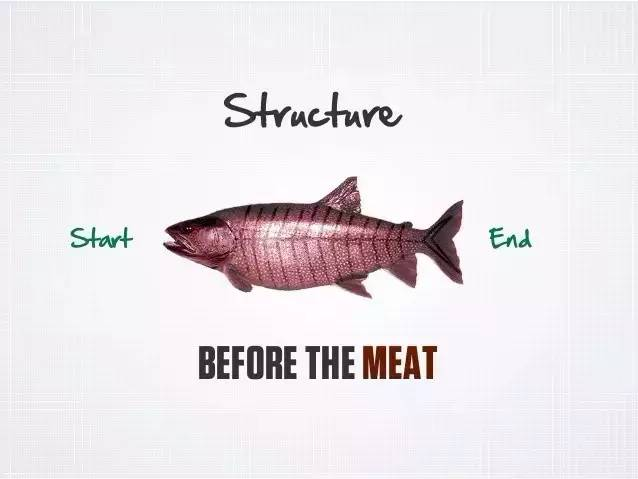 Structure
Start
End
BEFORE THE MEAT